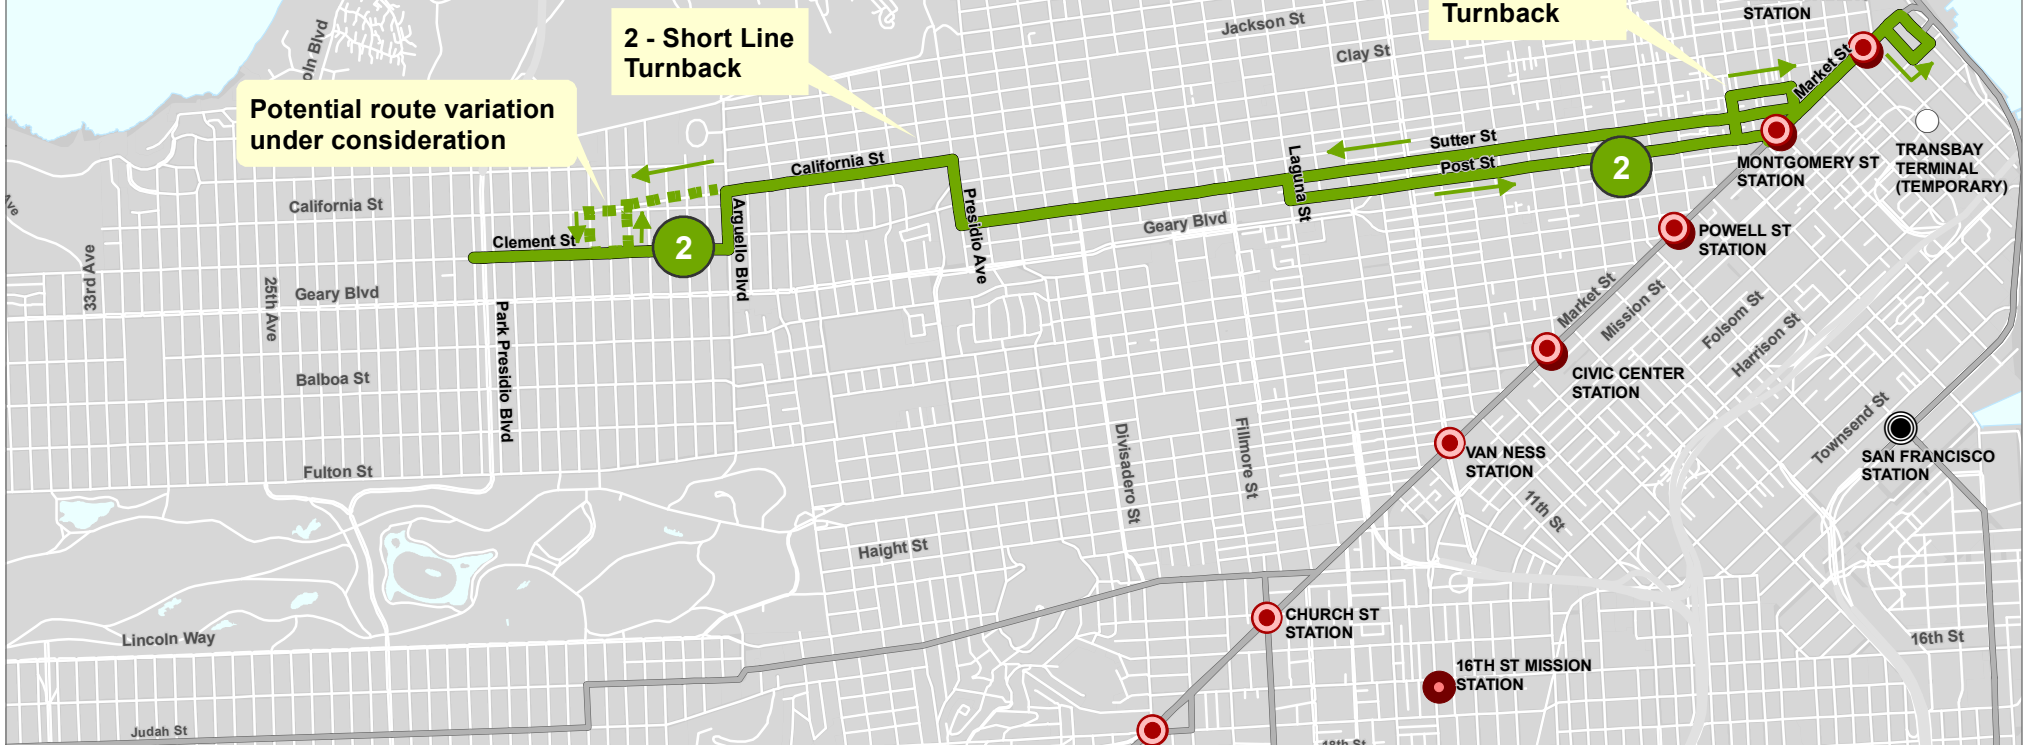 Jackson St
Turnback
STATION
2 - Short Line
Turnback
Clay St
Market St
Potential route variation
under consideration
California St
Sutter St
Post St
2
MONTGOMERY ST
STATION
TRANSBAY
TERMINAL
(TEMPORARY)
Laguna St
Presidio Ave
Arguello Blvd
California St
Clement St
2
Geary Blvd
POWELL ST
STATION
33rd Ave
25th Ave
Geary Blvd
Park Presidio Blvd
Market St
Mission St
Folsom St
Harrison St
Balboa St
CIVIC CENTER
STATION
Divisadero St
Fillmore St
Townsend St
VAN NESS
STATION
SAN FRANCISCO
STATION
Fulton St
11th St
Haight St
CHURCH ST
STATION
Lincoln Way
16th St
16TH ST MISSION
STATION
Judah St
18th St
Ave
oln Blvd